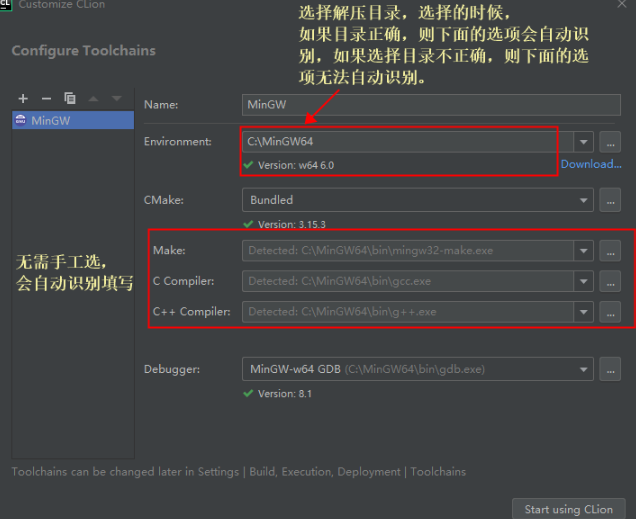 CL Customize CLion
选择解压目录，选择的时候，
如果目录正确，则下面的选项会自动识
别，如果选择目录不正确，则下面的选
项无法自动识别。
Configure Toolchains
MinGW
Name: MinGW
Environment: C:\MinGW64
Version: w64 6.0 Download...
CMake: Bundled
Version: 3.15.3
无需手工选，
会自动识别填写
Make: Detected: C:\MinGW64\bin\mingw32-make.exe
C Compiler: Detected: C:\MinGW64\bin\gcc.exe
C++ Compiler: Detected: C:\MinGW64\bin\g++.exe
Debugger: MinGW-w64 GDB (C:\MinGW64\bin\gdb.exe)
Version: 8.1
Toolchains can be changed later in Settings | Build, Execution, Deployment | Toolchains
Start using CLion